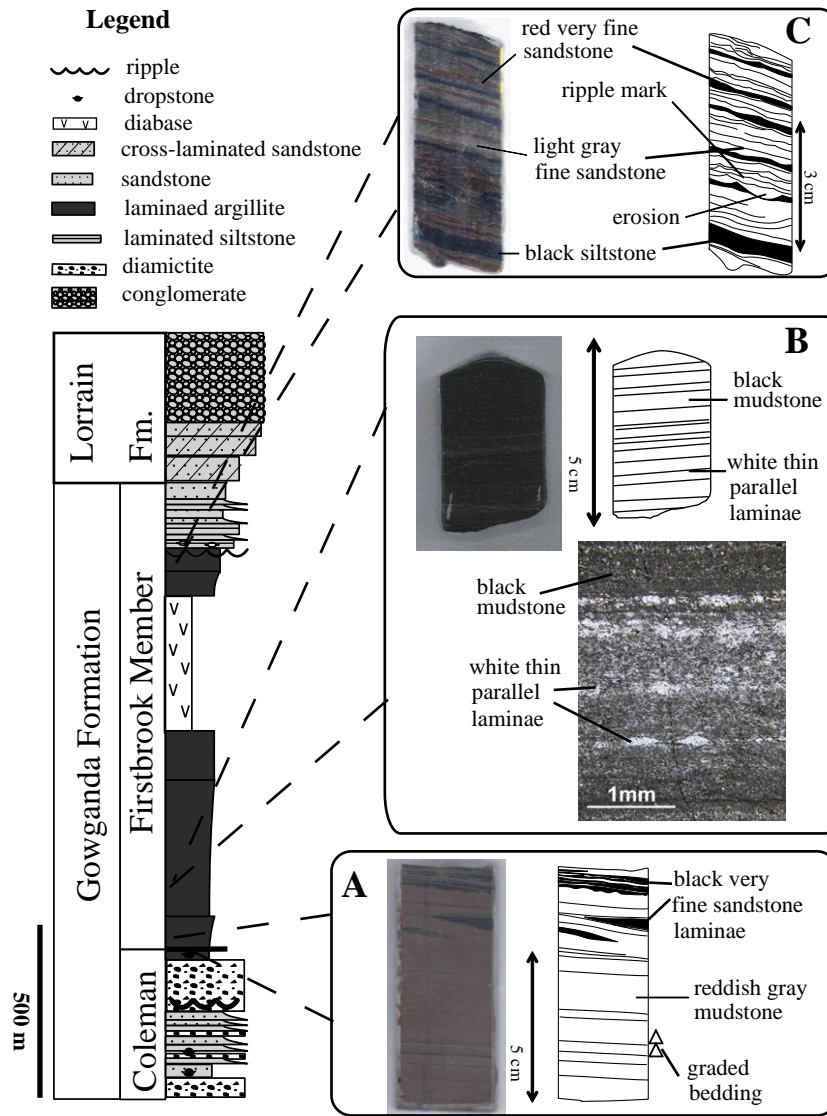 Legend
ripple
dropstone
diabase
cross-laminated sandstone
sandstone
laminaed argillite
laminated siltstone
diamictite
conglomerate
Lorrain
Fm.
Gowganda Formation
Firstbrook Member
Coleman
500 m
C
red very fine
sandstone
ripple mark
light gray
fine sandstone
erosion
black siltstone
3 cm
B
5 cm
black
mudstone
white thin
parallel
laminae
black
mudstone
white thin
parallel
laminae
1mm
A
5 cm
black very
fine sandstone
laminae
reddish gray
mudstone
graded
bedding